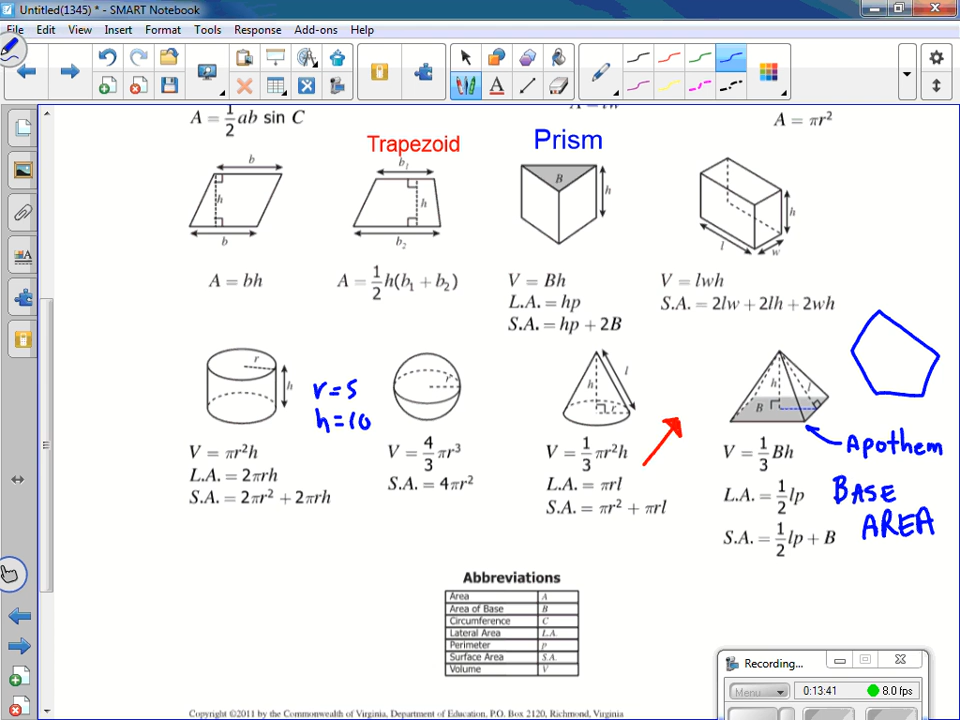 Untitled(1345) * - SMART Notebook
File Edit View Insert Format Tools Response Add-ons Help
A = 1/2 ab sin C
A = πr²
Trapezoid
Prism
b
h
b
b₁
h
b₂
B
h
h
l
w
A = bh
A = 1/2 h(b₁ + b₂)
V = Bh
L.A. = hp
S.A. = hp + 2B
V = lwh
S.A. = 2lw + 2lh + 2wh
r
h
r = 5
h = 10
r
h
l
r
h
l
B
Apothem
V = πr²h
L.A. = 2πrh
S.A. = 2πr² + 2πrh
V = 4/3 πr³
S.A. = 4πr²
V = 1/3 πr²h
L.A. = πrl
S.A. = πr² + πrl
V = 1/3 Bh
L.A. = 1/2 lp
S.A. = 1/2 lp + B
BASE
AREA
Abbreviations
Area A
Area of Base B
Circumference C
Lateral Area L.A.
Perimeter p
Surface Area S.A.
Volume V
Recording...
Menu 0:13:41 8.0 fps
Copyright ©2011 by the Commonwealth of Virginia, Department of Education, P.O. Box 2120, Richmond, Virginia